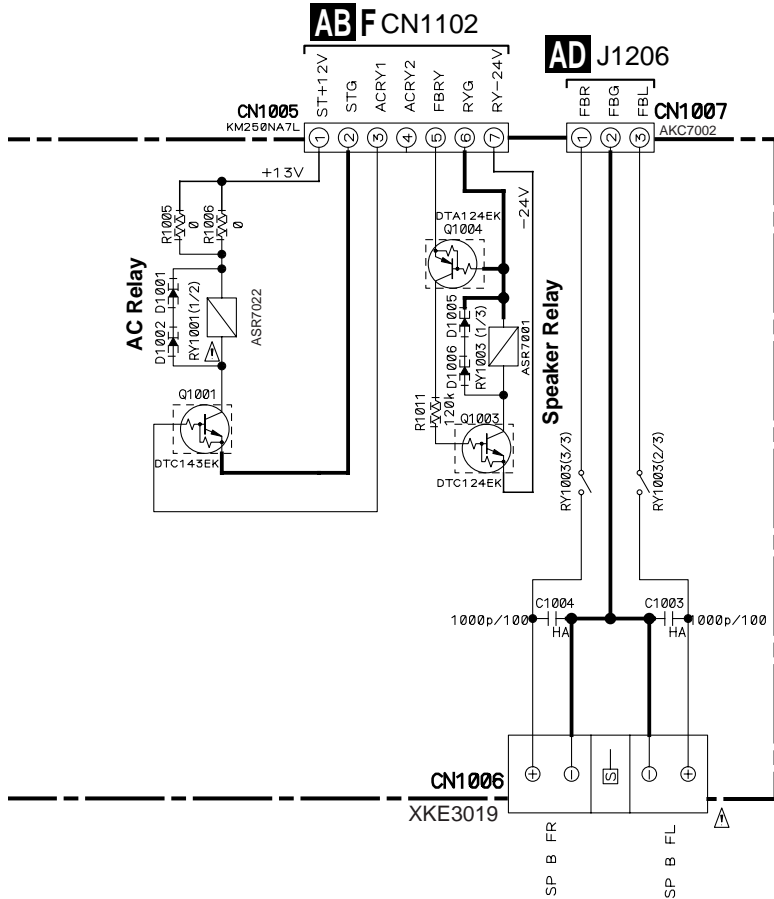 AB F CN1102
AD J1206
CN1005
KM250NA7L
ST+12V
STG
ACRY1
ACRY2
FBRY
RYG
RY-24V
1 2 3 4 5 6 7
FBR
FBG
FBL
1 2 3
CN1007
AKC7002
+13V
-24V
R1005
0
R1006
0
DTA124EK
Q1004
AC Relay
D1002 D1001
RY1001(1/2)
ASR7022
D1006 D1005
RY1003 (1/3)
ASR7001
Speaker Relay
Q1001
DTC143EK
R1011
120k
Q1003
DTC124EK
RY1003(3/3)
RY1003(2/3)
C1004
1000p/100
HA
C1003
HA
1000p/100
CN1006
+ - S - +
XKE3019
SP B FR
SP B FL